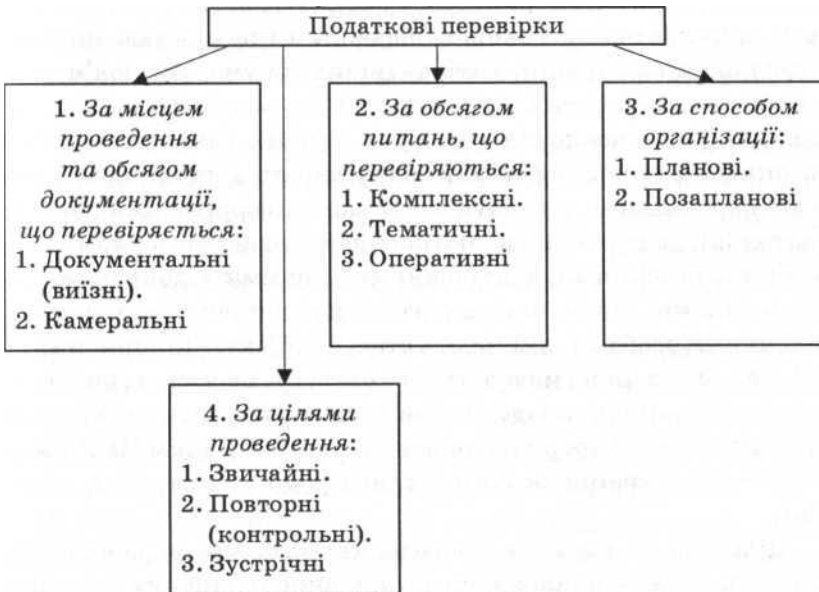 Податкові перевірки
1. За місцем
проведення
та обсягом
документації,
що перевіряється:
1. Документальні
(виїзні).
2. Камеральні
2. За обсягом
питань, що
перевіряються:
1. Комплексні.
2. Тематичні.
3. Оперативні
3. За способом
організації:
1. Планові.
2. Позапланові
4. За цілями
проведення:
1. Звичайні.
2. Повторні
(контрольні).
3. Зустрічні